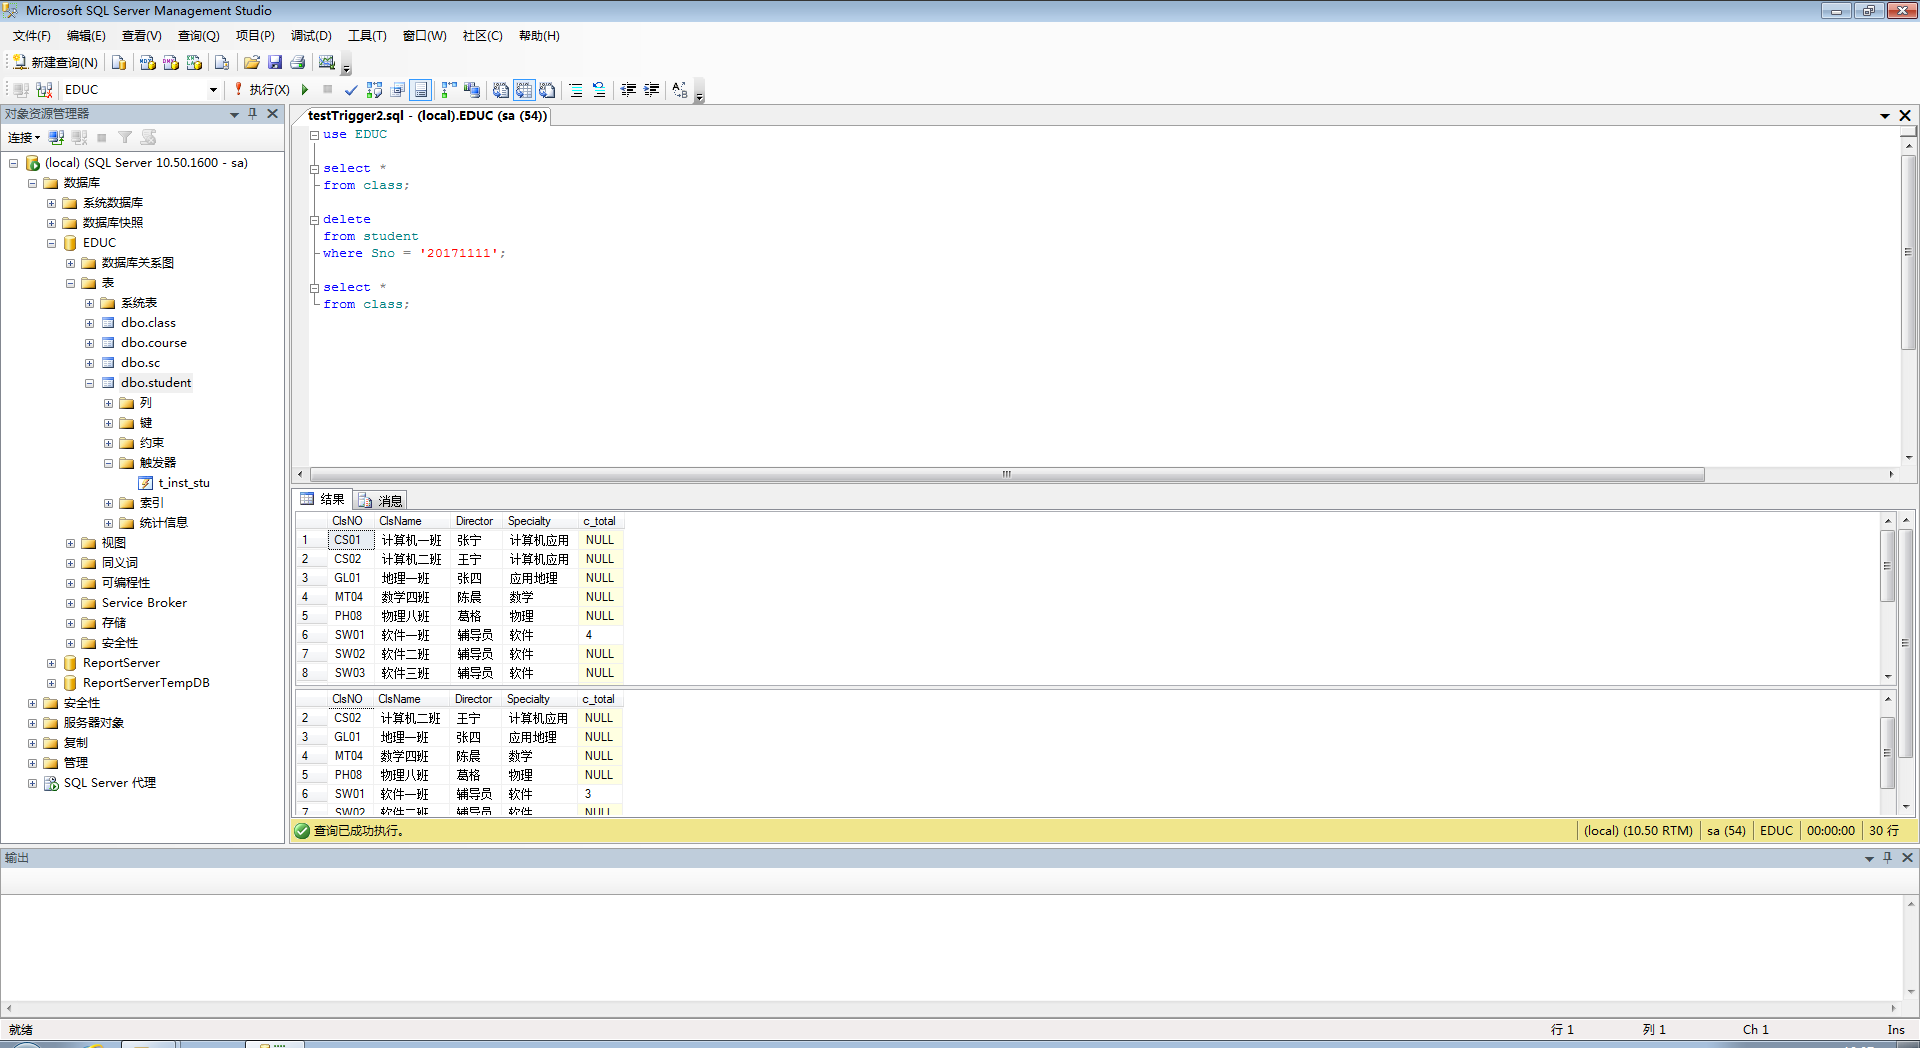 Microsoft SQL Server Management Studio
文件(F) 编辑(E) 查看(V) 查询(Q) 项目(P) 调试(D) 工具(T) 窗口(W) 社区(C) 帮助(H)
新建查询(N)
EDUC 执行(X)
对象资源管理器
连接
(local) (SQL Server 10.50.1600 - sa)
数据库
系统数据库
数据库快照
EDUC
数据库关系图
表
系统表
dbo.class
dbo.course
dbo.sc
dbo.student
列
键
约束
触发器
t_inst_stu
索引
统计信息
视图
同义词
可编程性
Service Broker
存储
安全性
ReportServer
ReportServerTempDB
安全性
服务器对象
复制
管理
SQL Server 代理
testTrigger2.sql - (local).EDUC (sa (54))
use EDUC
select *
from class;
delete
from student
where Sno = '20171111';
select *
from class;
结果 消息
ClsNO ClsName Director Specialty c_total
1 CS01 计算机一班 张宁 计算机应用 NULL
2 CS02 计算机二班 王宁 计算机应用 NULL
3 GL01 地理一班 张四 应用地理 NULL
4 MT04 数学四班 陈晨 数学 NULL
5 PH08 物理八班 葛格 物理 NULL
6 SW01 软件一班 辅导员 软件 4
7 SW02 软件二班 辅导员 软件 NULL
8 SW03 软件三班 辅导员 软件 NULL
ClsNO ClsName Director Specialty c_total
2 CS02 计算机二班 王宁 计算机应用 NULL
3 GL01 地理一班 张四 应用地理 NULL
4 MT04 数学四班 陈晨 数学 NULL
5 PH08 物理八班 葛格 物理 NULL
6 SW01 软件一班 辅导员 软件 3
7 SW02 软件二班 辅导员 软件 NULL
查询已成功执行。 (local) (10.50 RTM) sa (54) EDUC 00:00:00 30 行
输出
就绪 行 1 列 1 Ch 1 Ins